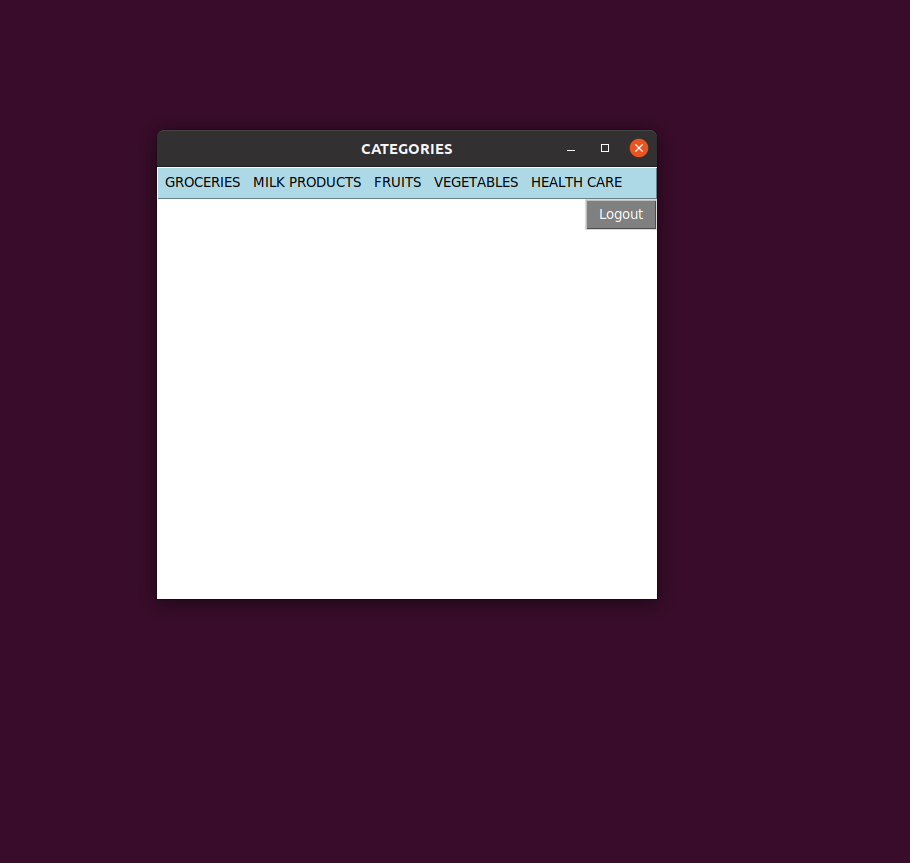 CATEGORIES
GROCERIES MILK PRODUCTS FRUITS VEGETABLES HEALTH CARE
Logout